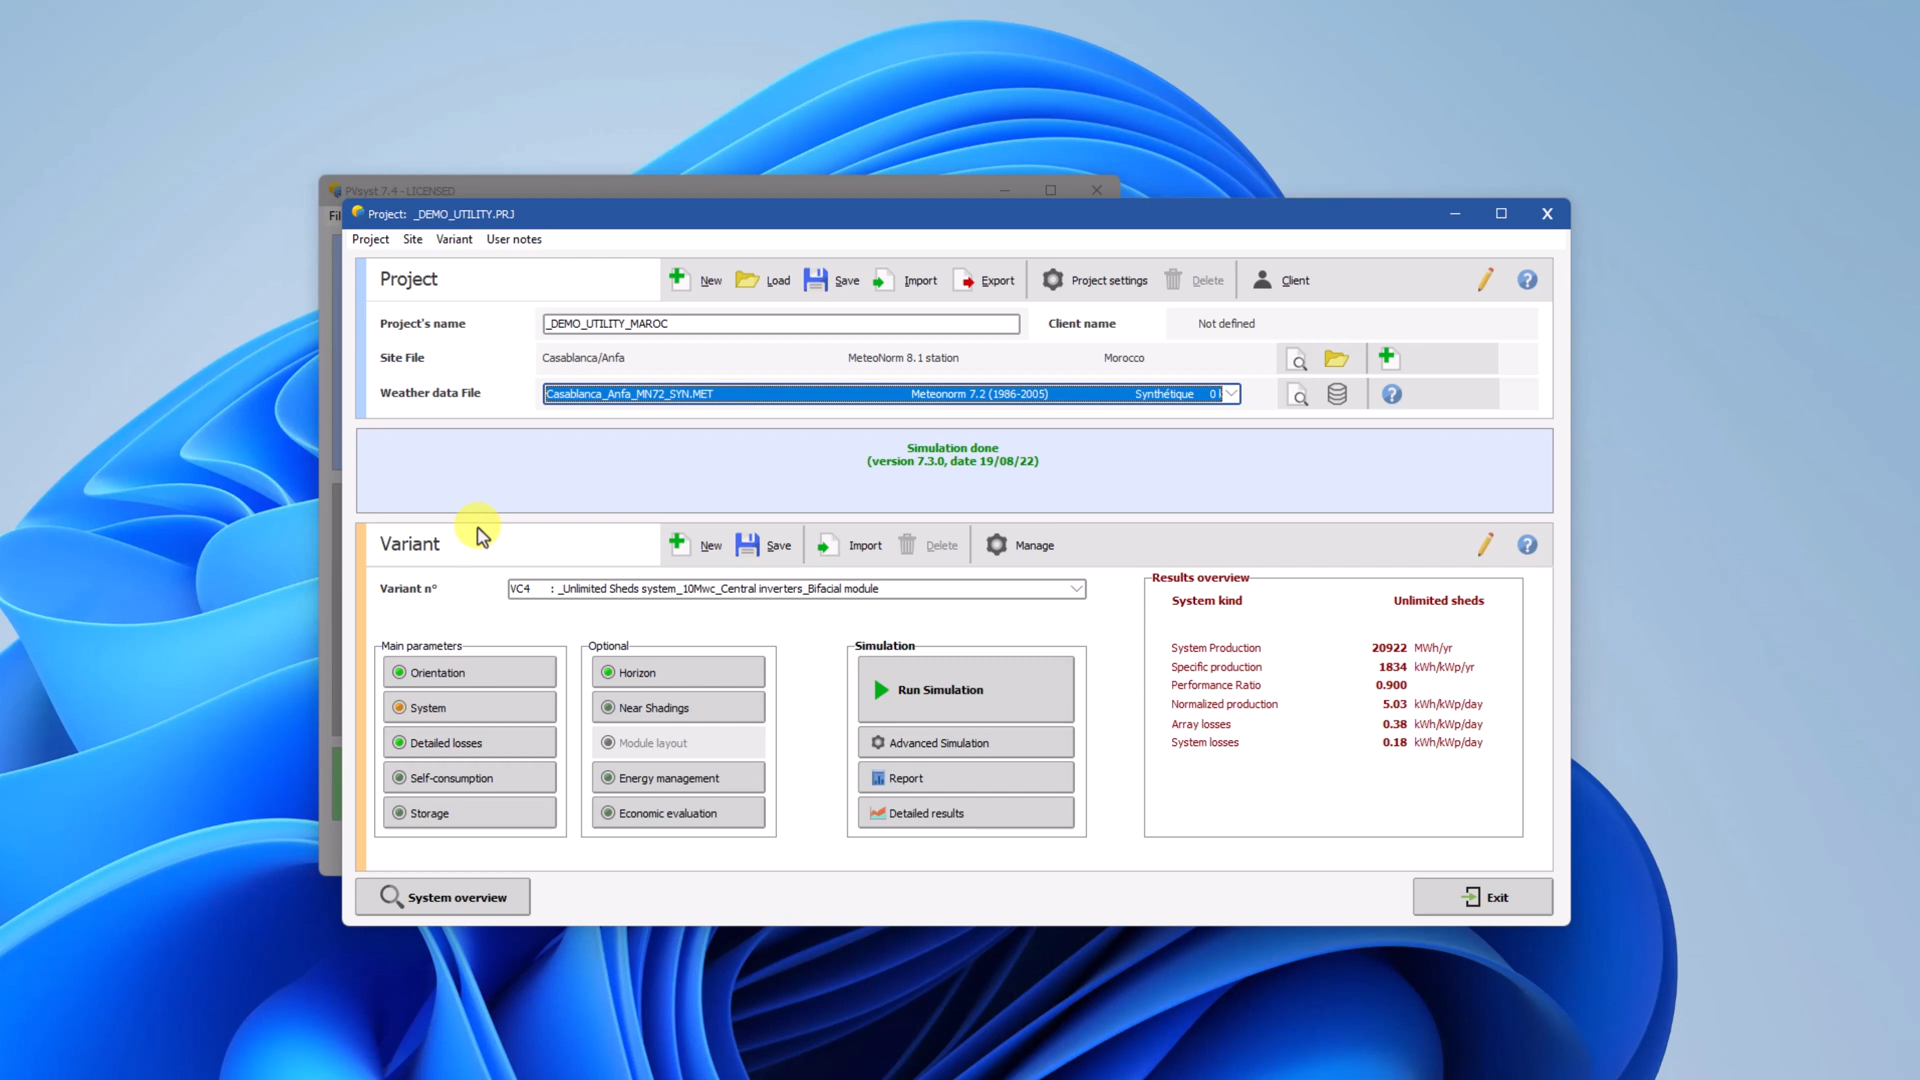 PVsyst 7.4 - LICENSED
Fil
Project: _DEMO_UTILITY.PRJ
Project Site Variant User notes
Project
New Load Save Import Export Project settings Delete Client
Project's name _DEMO_UTILITY_MAROC Client name Not defined
Site File Casablanca/Anfa MeteoNorm 8.1 station Morocco
Weather data File Casablanca_Anfa_MN72_SYN.MET Meteonorm 7.2 (1986-2005) Synthétique 0
Simulation done
(version 7.3.0, date 19/08/22)
Variant
New Save Import Delete Manage
Variant n° VC4 : _Unlimited Sheds system_10Mwc_Central inverters_Bifacial module
Main parameters
Orientation
System
Detailed losses
Self-consumption
Storage
Optional
Horizon
Near Shadings
Module layout
Energy management
Economic evaluation
Simulation
Run Simulation
Advanced Simulation
Report
Detailed results
Results overview
System kind Unlimited sheds
System Production 20922 MWh/yr
Specific production 1834 kWh/kWp/yr
Performance Ratio 0.900
Normalized production 5.03 kWh/kWp/day
Array losses 0.38 kWh/kWp/day
System losses 0.18 kWh/kWp/day
System overview
Exit